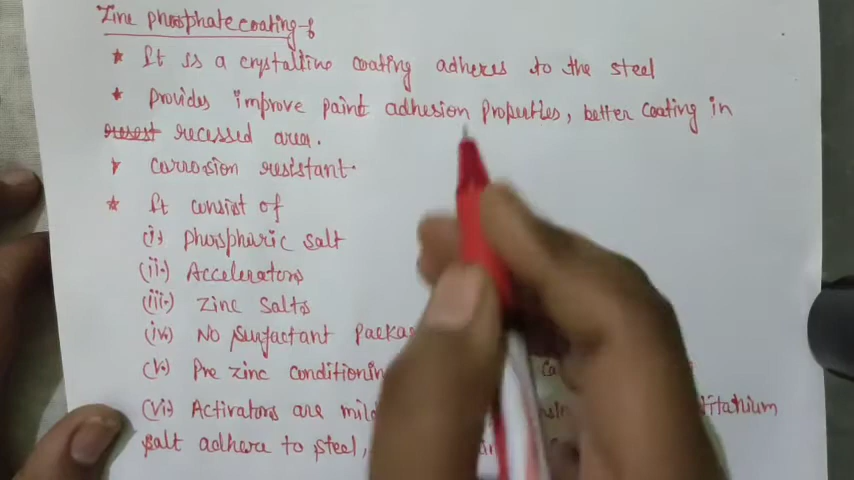 Zinc phosphate coating :-
* It is a crystalline coating adheres to the steel
* Provides improve paint adhesion properties, better coating in
recessed area.
* Corrosion resistant.
* It consist of
(i) phosphoric salt
(ii) Accelerators
(iii) Zinc Salts
(iv) No surfactant
(v) Pre zinc conditioning
(vi) Activators are mild titanium
salt adhere to steel,